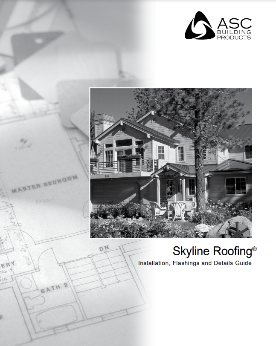 ASC
BUILDING
PRODUCTS
MASTER BEDROOM
DN
BATH 2
Skyline Roofing®
Installation, Flashings and Details Guide